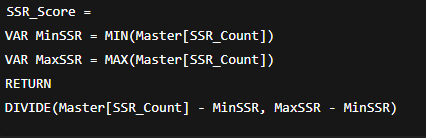 SSR_Score =
VAR MinSSR = MIN(Master[SSR_Count])
VAR MaxSSR = MAX(Master[SSR_Count])
RETURN
DIVIDE(Master[SSR_Count] - MinSSR, MaxSSR - MinSSR)